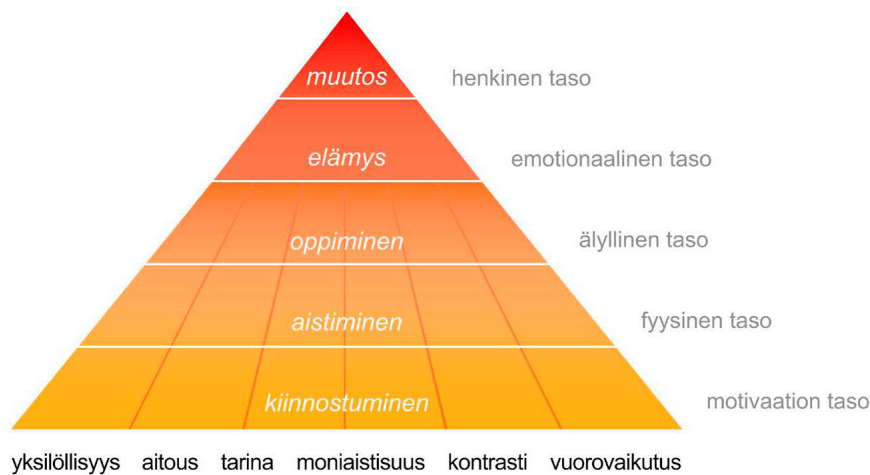 muutos henkinen taso
elämys emotionaalinen taso
oppiminen älyllinen taso
aistiminen fyysinen taso
kiinnostuminen motivaation taso
yksilöllisyys aitous tarina moniaistisuus kontrasti vuorovaikutus